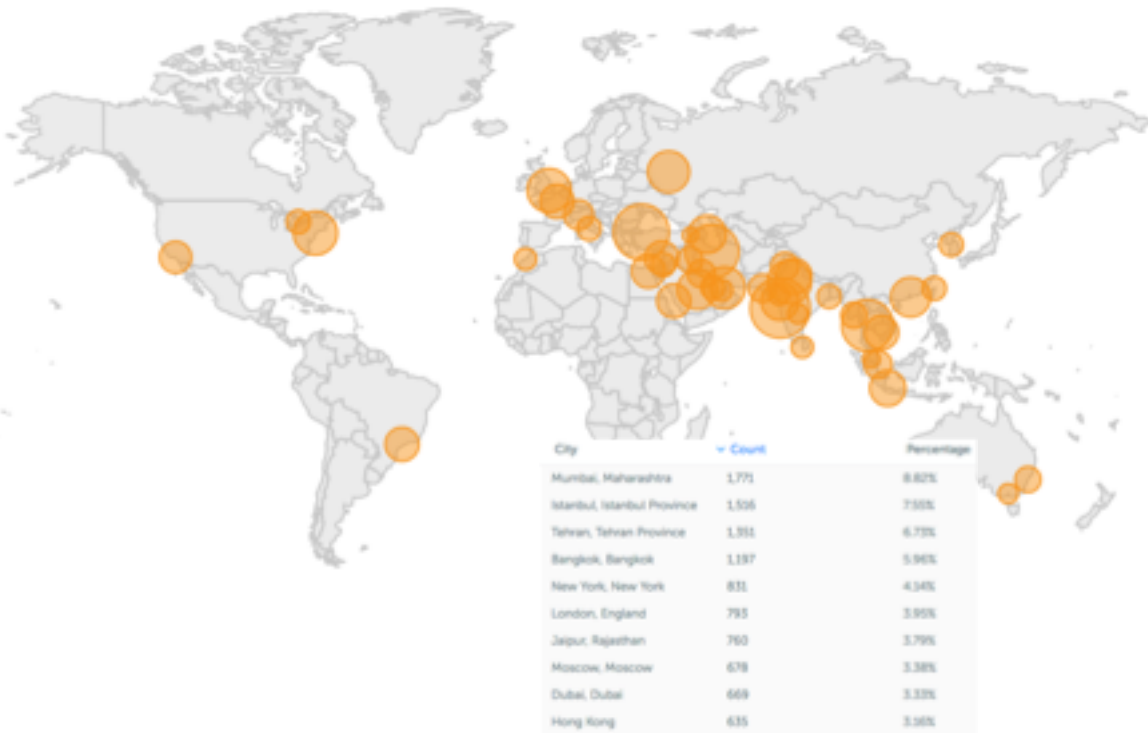 City Count Percentage
Mumbai, Maharashtra 1,771 8.82%
Istanbul, Istanbul Province 1,516 7.55%
Tehran, Tehran Province 1,351 6.73%
Bangkok, Bangkok 1,197 5.96%
New York, New York 831 4.14%
London, England 793 3.95%
Jaipur, Rajasthan 760 3.79%
Moscow, Moscow 678 3.38%
Dubai, Dubai 669 3.33%
Hong Kong 635 3.16%